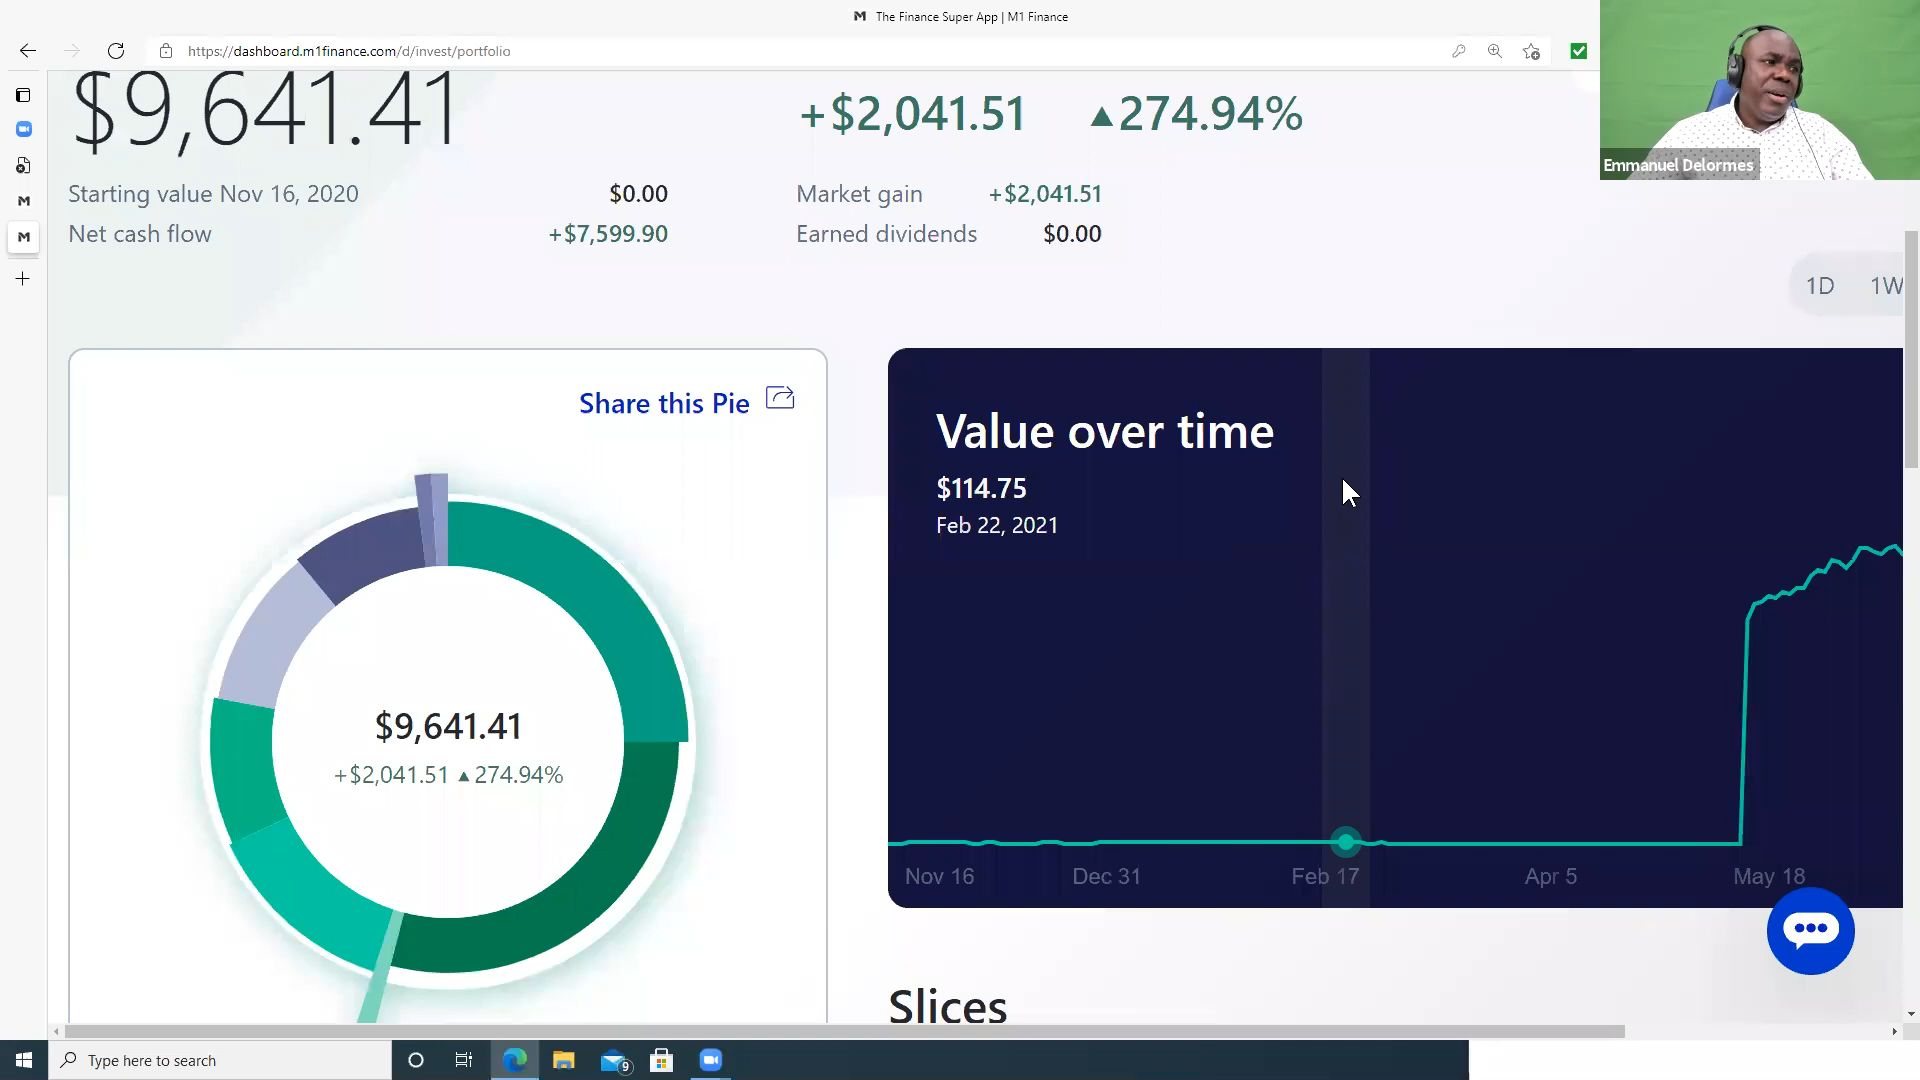 The Finance Super App | M1 Finance
https://dashboard.m1finance.com/d/invest/portfolio
Emmanuel Delormes
$9,641.41
+$2,041.51 ▲274.94%
Starting value Nov 16, 2020 $0.00
Net cash flow +$7,599.90
Market gain +$2,041.51
Earned dividends $0.00
1D 1W
Share this Pie
$9,641.41
+$2,041.51 ▲274.94%
Value over time
$114.75
Feb 22, 2021
Nov 16 Dec 31 Feb 17 Apr 5 May 18
Slices
Type here to search
9